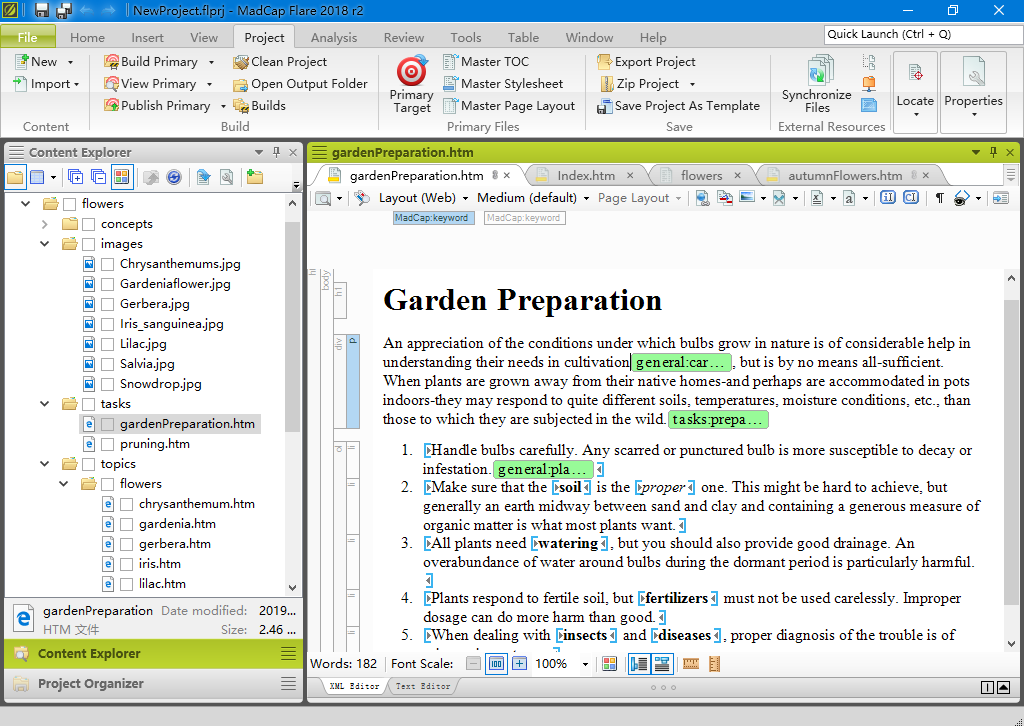 NewProject.flprj - MadCap Flare 2018 r2
File Home Insert View Project Analysis Review Tools Table Window Help
Quick Launch (Ctrl + Q)
New
Import
Content
Build Primary
View Primary
Publish Primary
Clean Project
Open Output Folder
Builds
Build
Primary
Target
Master TOC
Master Stylesheet
Master Page Layout
Primary Files
Export Project
Zip Project
Save Project As Template
Save
Synchronize
Files
External Resources
Locate
Properties
Content Explorer
flowers
concepts
images
Chrysanthemums.jpg
Gardeniaflower.jpg
Gerbera.jpg
Iris_sanguinea.jpg
Lilac.jpg
Salvia.jpg
Snowdrop.jpg
tasks
gardenPreparation.htm
pruning.htm
topics
flowers
chrysanthemum.htm
gardenia.htm
gerbera.htm
iris.htm
lilac.htm
gardenPreparation Date modified: 2019...
HTM 文件 Size: 2.46 ...
Content Explorer
Project Organizer
gardenPreparation.htm
gardenPreparation.htm Index.htm flowers autumnFlowers.htm
Layout (Web) Medium (default) Page Layout
MadCap:keyword MadCap:keyword
body
h1
div
p
Garden Preparation
An appreciation of the conditions under which bulbs grow in nature is of considerable help in
understanding their needs in cultivation general:car... , but is by no means all-sufficient.
When plants are grown away from their native homes-and perhaps are accommodated in pots
indoors-they may respond to quite different soils, temperatures, moisture conditions, etc., than
those to which they are subjected in the wild. tasks:prepa...
1. Handle bulbs carefully. Any scarred or punctured bulb is more susceptible to decay or
infestation. general:pla...
2. Make sure that the soil is the proper one. This might be hard to achieve, but
generally an earth midway between sand and clay and containing a generous measure of
organic matter is what most plants want.
3. All plants need watering, but you should also provide good drainage. An
overabundance of water around bulbs during the dormant period is particularly harmful.
4. Plants respond to fertile soil, but fertilizers must not be used carelessly. Improper
dosage can do more harm than good.
5. When dealing with insects and diseases, proper diagnosis of the trouble is of
Words: 182 Font Scale: 100 100%
XML Editor Text Editor